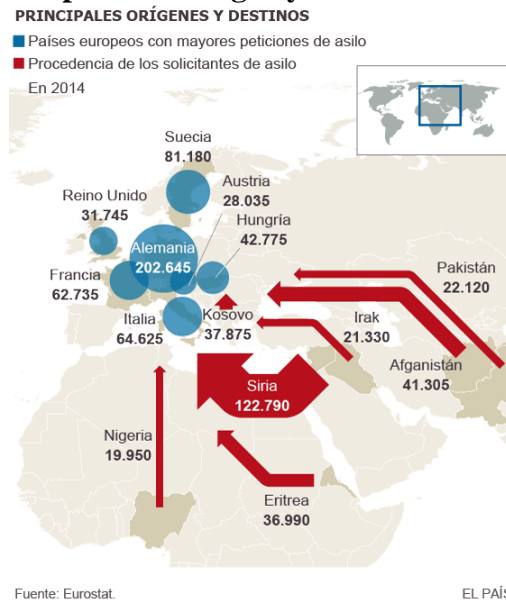 PRINCIPALES ORÍGENES Y DESTINOS
Países europeos con mayores peticiones de asilo
Procedencia de los solicitantes de asilo
En 2014
Suecia
81.180
Austria
28.035
Reino Unido
31.745
Hungría
42.775
Alemania
202.645
Francia
62.735
Italia
64.625
Kosovo
37.875
Pakistán
22.120
Irak
21.330
Afganistán
41.305
Siria
122.790
Nigeria
19.950
Eritrea
36.990
Fuente: Eurostat.
EL PAÍS